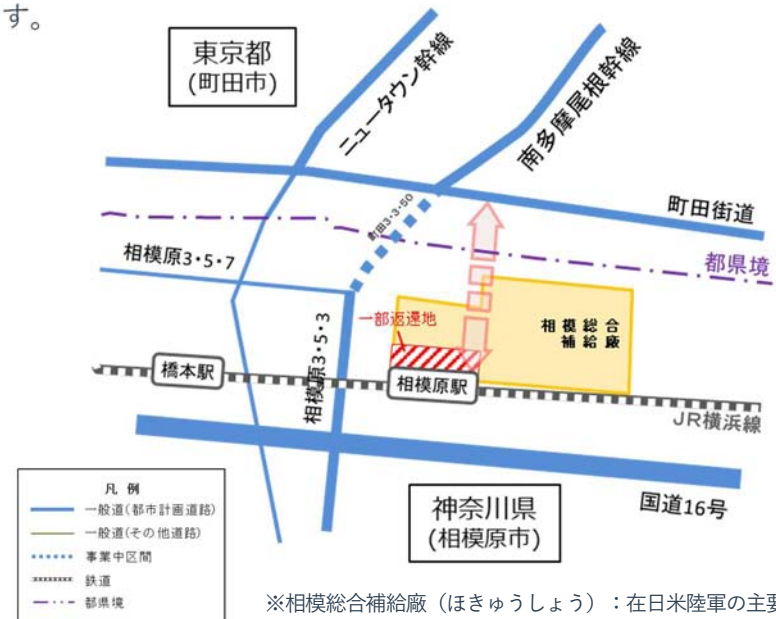 す。
東京都
(町田市)
ニュータウン幹線
南多摩尾根幹線
町田3・3・50
町田街道
都県境
相模原3・5・7
一部返還地
相模総合
補給廠
相模原3・5・3
橋本駅
相模原駅
JR横浜線
国道16号
神奈川県
(相模原市)
凡 例
一般道(都市計画道路)
一般道(その他道路)
事業中区間
鉄道
都県境
※相模総合補給廠（ほきゅうしょう）：在日米陸軍の主要